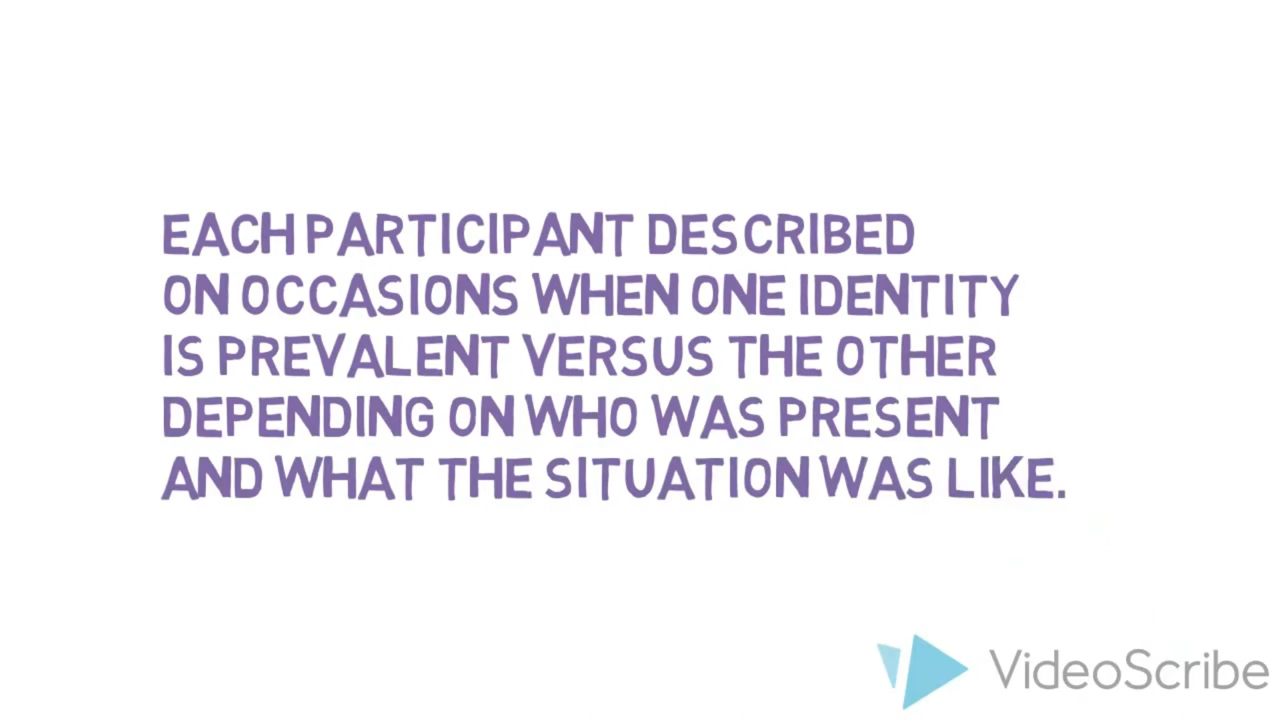 EACH PARTICIPANT DESCRIBED
ON OCCASIONS WHEN ONE IDENTITY
IS PREVALENT VERSUS THE OTHER
DEPENDING ON WHO WAS PRESENT
AND WHAT THE SITUATION WAS LIKE.
VideoScribe